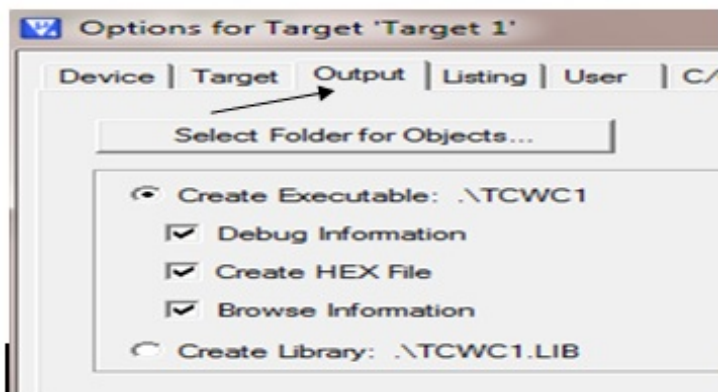 Options for Target 'Target 1'
Device Target Output Listing User C/
Select Folder for Objects...
Create Executable: .\TCWC1
Debug Information
Create HEX File
Browse Information
Create Library: .\TCWC1.LIB